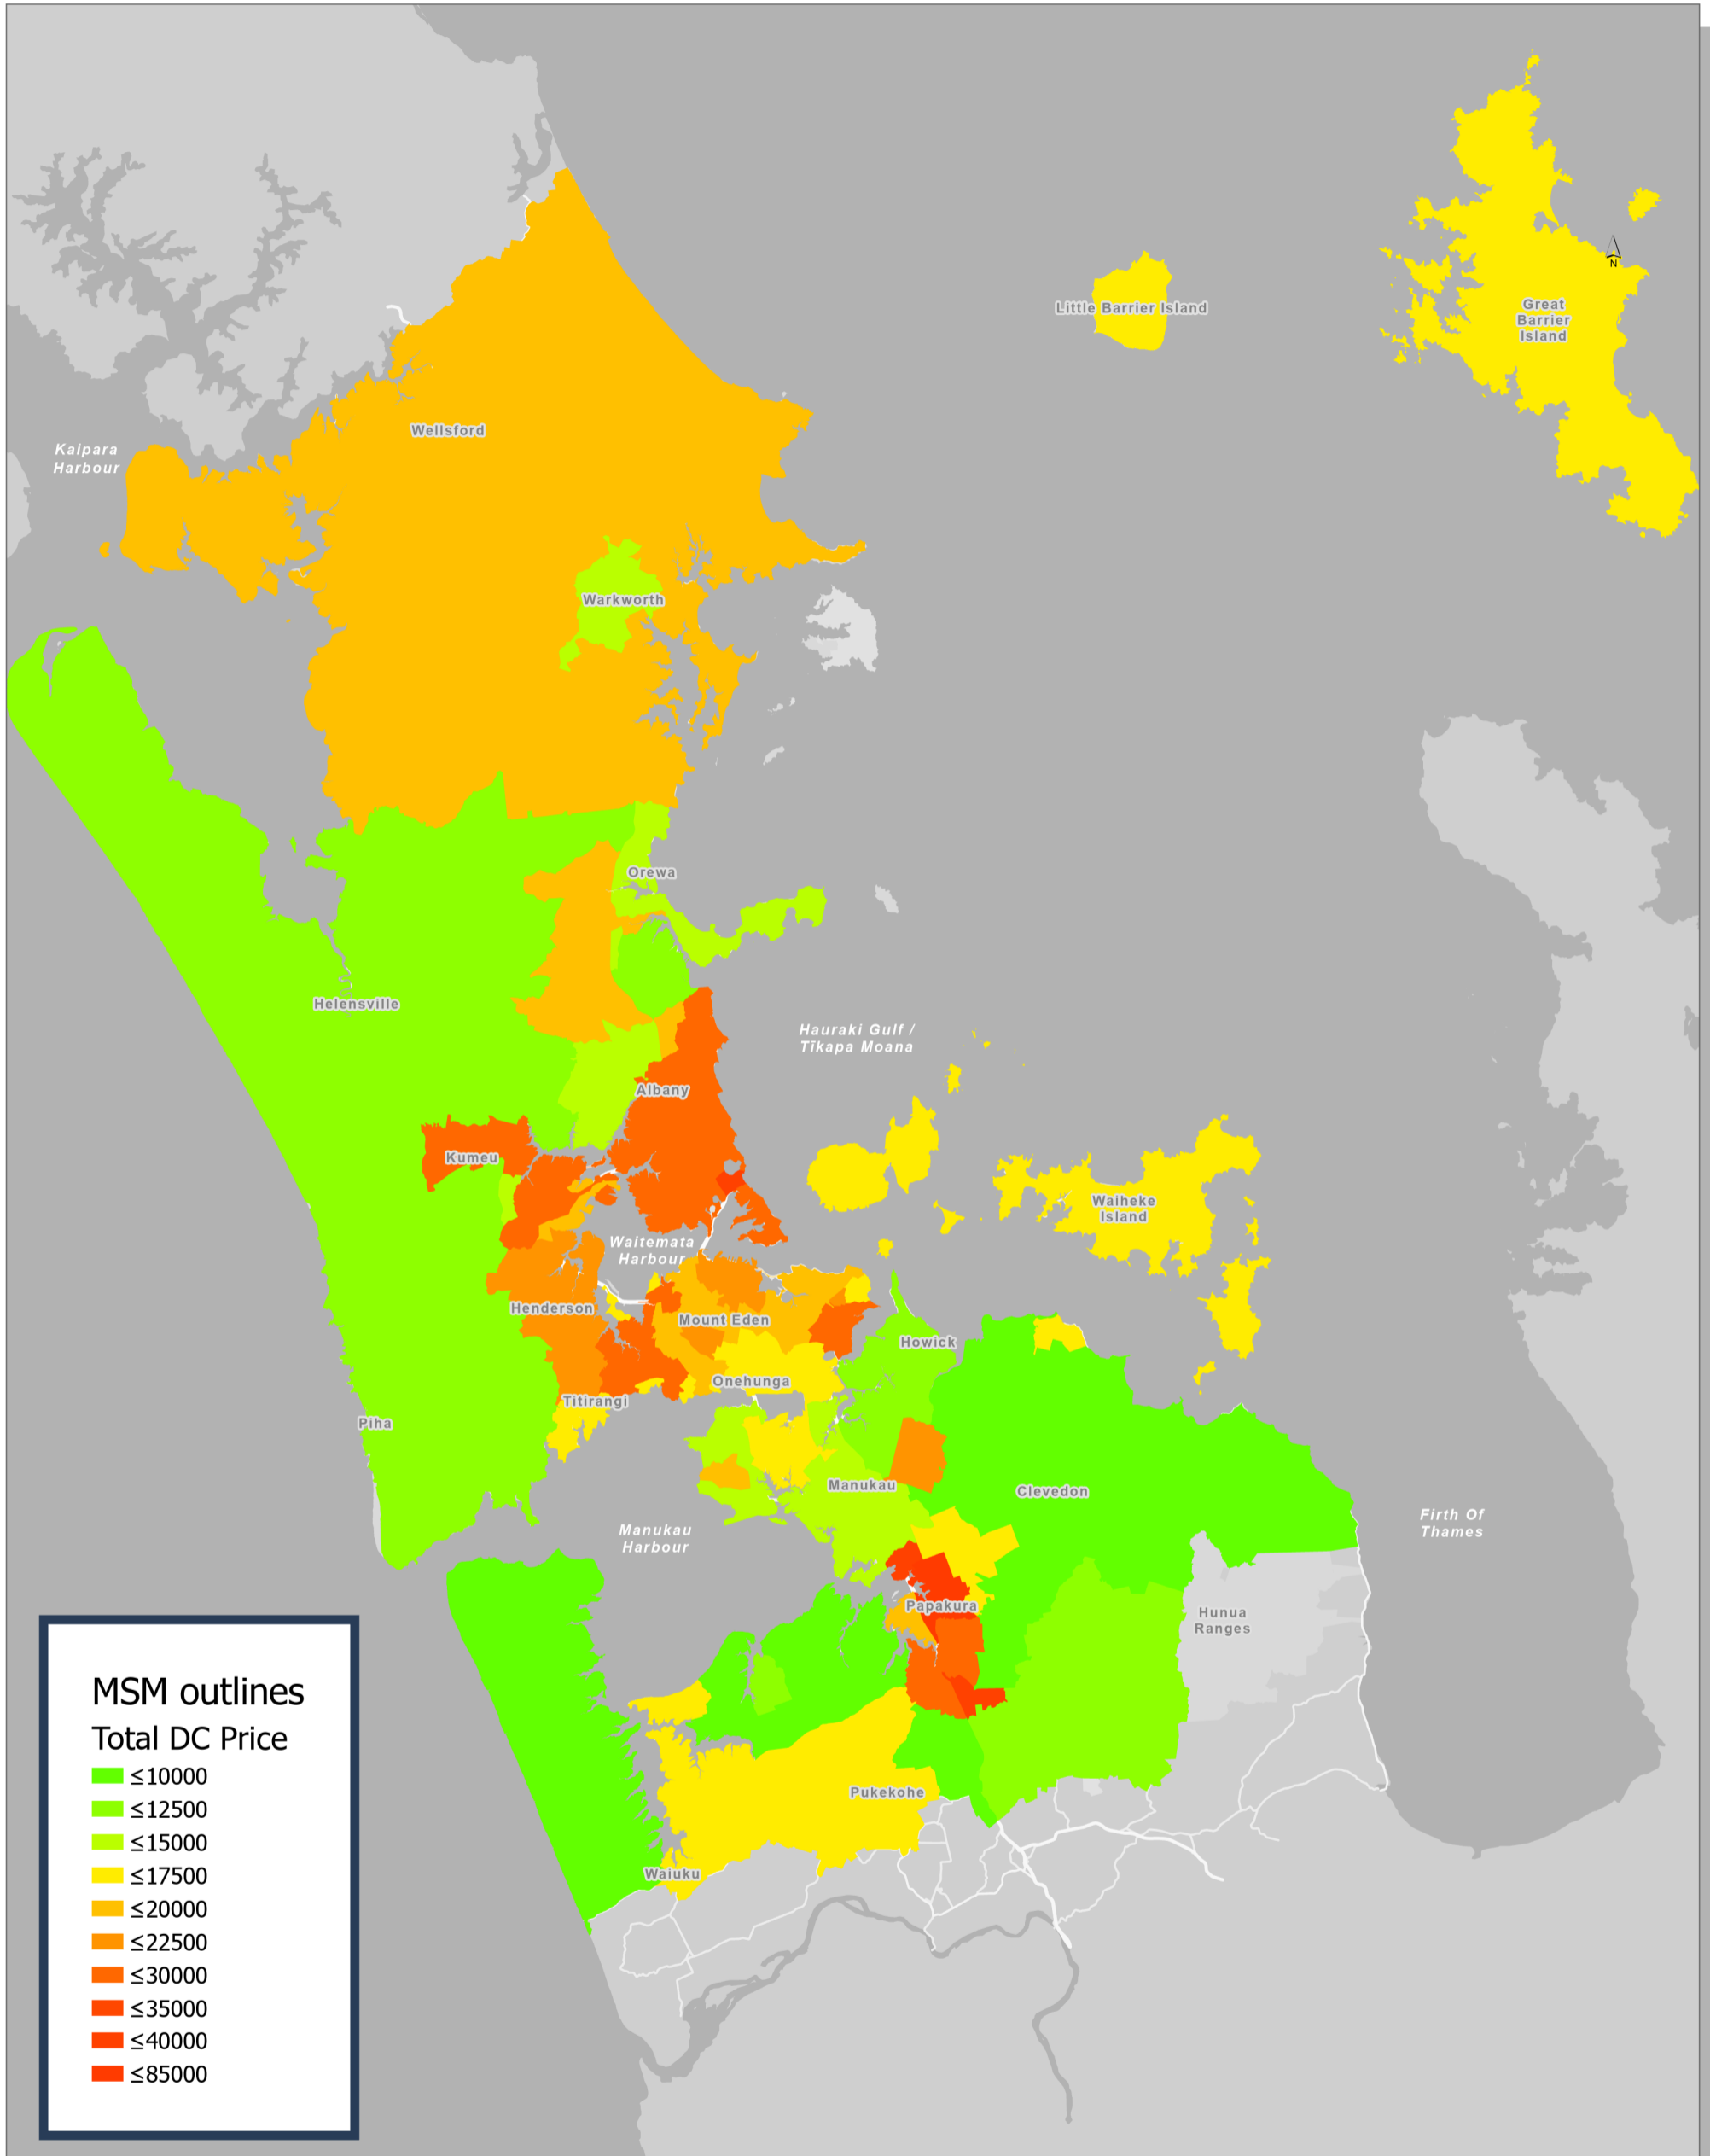 N
Little Barrier Island
Great
Barrier
Island
Wellsford
Kaipara
Harbour
Warkworth
Orewa
Helensville
Hauraki Gulf /
Tīkapa Moana
Albany
Kumeu
Waiheke
Island
Waitemata
Harbour
Henderson
Mount Eden
Howick
Onehunga
Titirangi
Piha
Manukau
Clevedon
Firth Of
Thames
Manukau
Harbour
Papakura
Hunua
Ranges
Pukekohe
Waiuku
MSM outlines
Total DC Price
≤10000
≤12500
≤15000
≤17500
≤20000
≤22500
≤30000
≤35000
≤40000
≤85000